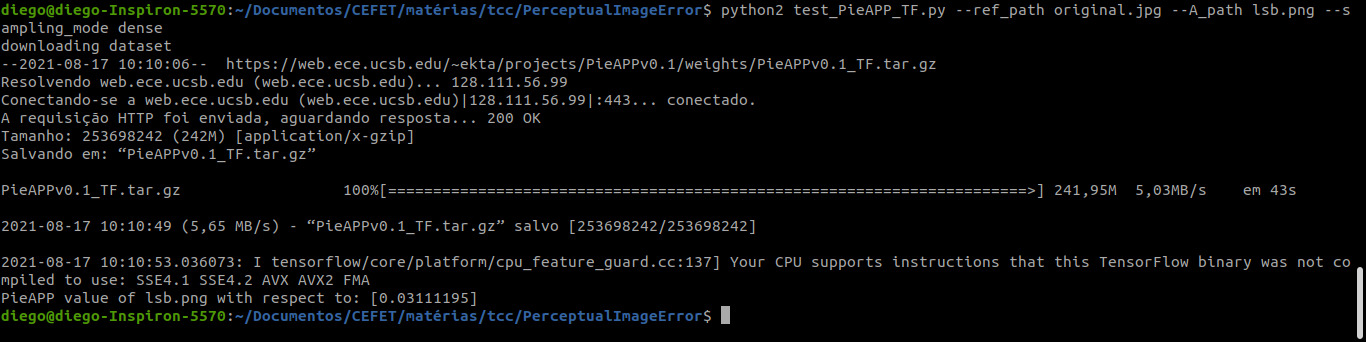 diego@diego-Inspiron-5570:~/Documentos/CEFET/matérias/tcc/PerceptualImageError$ python2 test_PieAPP_TF.py --ref_path original.jpg --A_path lsb.png --s
ampling_mode dense
downloading dataset
--2021-08-17 10:10:06--  https://web.ece.ucsb.edu/~ekta/projects/PieAPPv0.1/weights/PieAPPv0.1_TF.tar.gz
Resolvendo web.ece.ucsb.edu (web.ece.ucsb.edu)... 128.111.56.99
Conectando-se a web.ece.ucsb.edu (web.ece.ucsb.edu)|128.111.56.99|:443... conectado.
A requisição HTTP foi enviada, aguardando resposta... 200 OK
Tamanho: 253698242 (242M) [application/x-gzip]
Salvando em: “PieAPPv0.1_TF.tar.gz”
PieAPPv0.1_TF.tar.gz                  100%[=======================================================================>] 241,95M  5,03MB/s    em 43s
2021-08-17 10:10:49 (5,65 MB/s) - “PieAPPv0.1_TF.tar.gz” salvo [253698242/253698242]
2021-08-17 10:10:53.036073: I tensorflow/core/platform/cpu_feature_guard.cc:137] Your CPU supports instructions that this TensorFlow binary was not co
mpiled to use: SSE4.1 SSE4.2 AVX AVX2 FMA
PieAPP value of lsb.png with respect to: [0.03111195]
diego@diego-Inspiron-5570:~/Documentos/CEFET/matérias/tcc/PerceptualImageError$